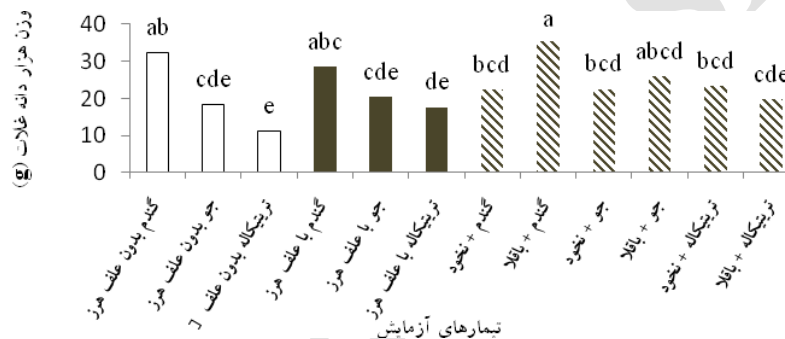 وزن هزار دانه غلات (g)
40
30
20
10
0
ab
cde
e
abc
cde
de
bcd
a
bcd
abcd
bcd
cde
گندم بدون علف هرز
جو بدون علف هرز
تریتیکاله بدون علف
گندم با علف هرز
جو با علف هرز
تریتیکاله با علف هرز
گندم + نخود
گندم + باقلا
جو + نخود
جو + باقلا
تریتیکاله + نخود
تریتیکاله + باقلا
تیمارهای آزمایش